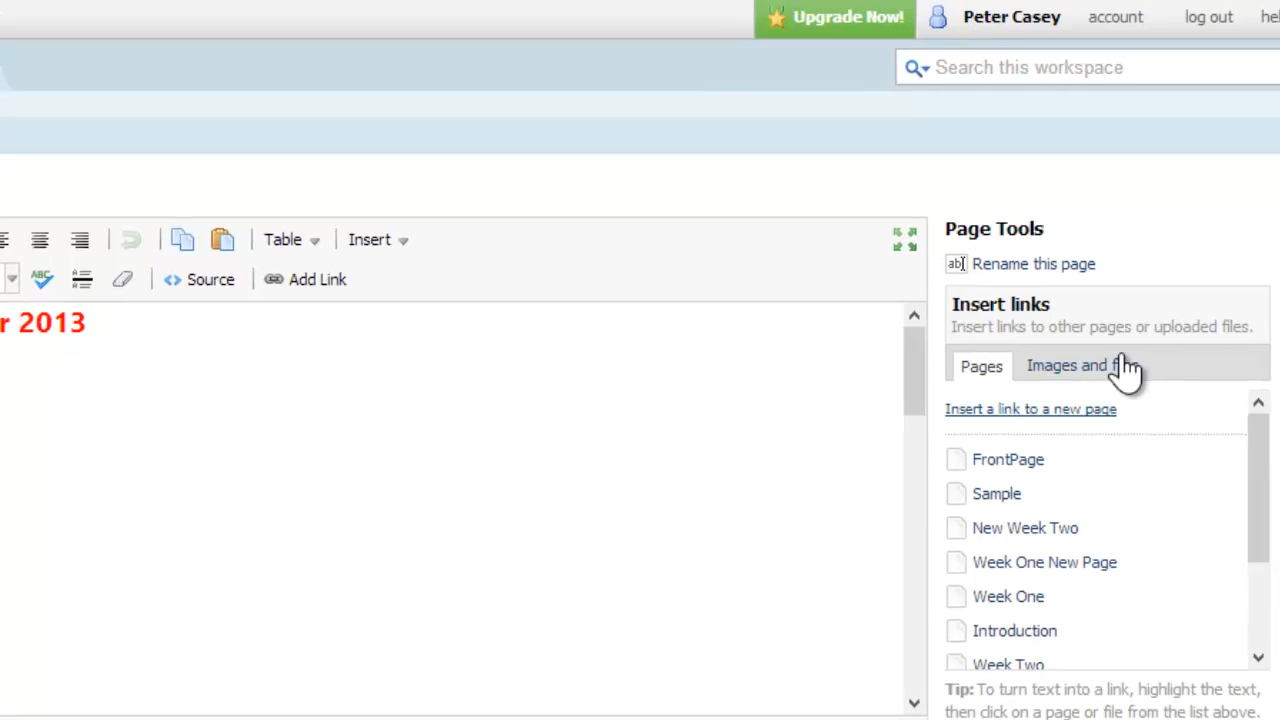 Upgrade Now! Peter Casey account log out
Search this workspace
Table Insert
ABC Source Add Link
r 2013
Page Tools
ab Rename this page
Insert links
Insert links to other pages or uploaded files.
Pages Images and
Insert a link to a new page
FrontPage
Sample
New Week Two
Week One New Page
Week One
Introduction
Week Two
Tip: To turn text into a link, highlight the text,
then click on a page or file from the list above.